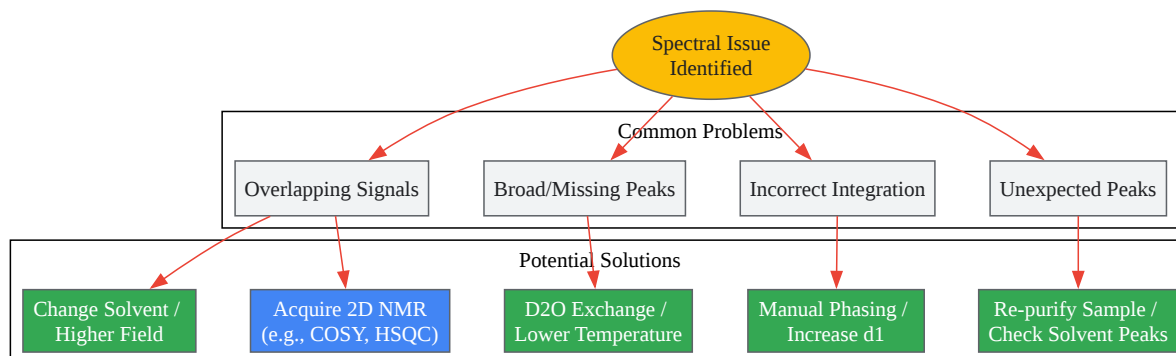 Spectral Issue
Identified
Common Problems
Overlapping Signals
Broad/Missing Peaks
Incorrect Integration
Unexpected Peaks
Potential Solutions
Change Solvent /
Higher Field
Acquire 2D NMR
(e.g., COSY, HSQC)
D2O Exchange /
Lower Temperature
Manual Phasing /
Increase d1
Re-purify Sample /
Check Solvent Peaks